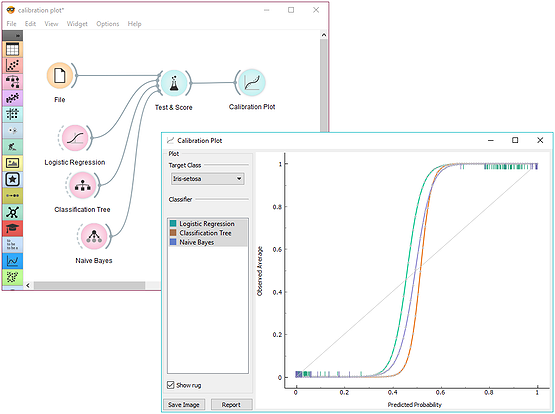 calibration plot*
File Edit View Widget Options Help
File
Test & Score
Calibration Plot
Logistic Regression
Classification Tree
Naive Bayes
Calibration Plot
Plot
Target Class
Iris-setosa
Classifier
Logistic Regression
Classification Tree
Naive Bayes
Show rug
Save Image
Report
Observed Average
1
0.8
0.6
0.4
0.2
0
0
0.2
0.4
0.6
0.8
1
Predicted Probability